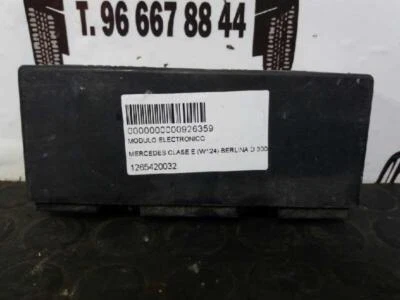 T. 96 667 88 44
0000000000926359
MODULO ELECTRONICO
MERCEDES CLASE E (W124) BERLINA D 300
1265420032